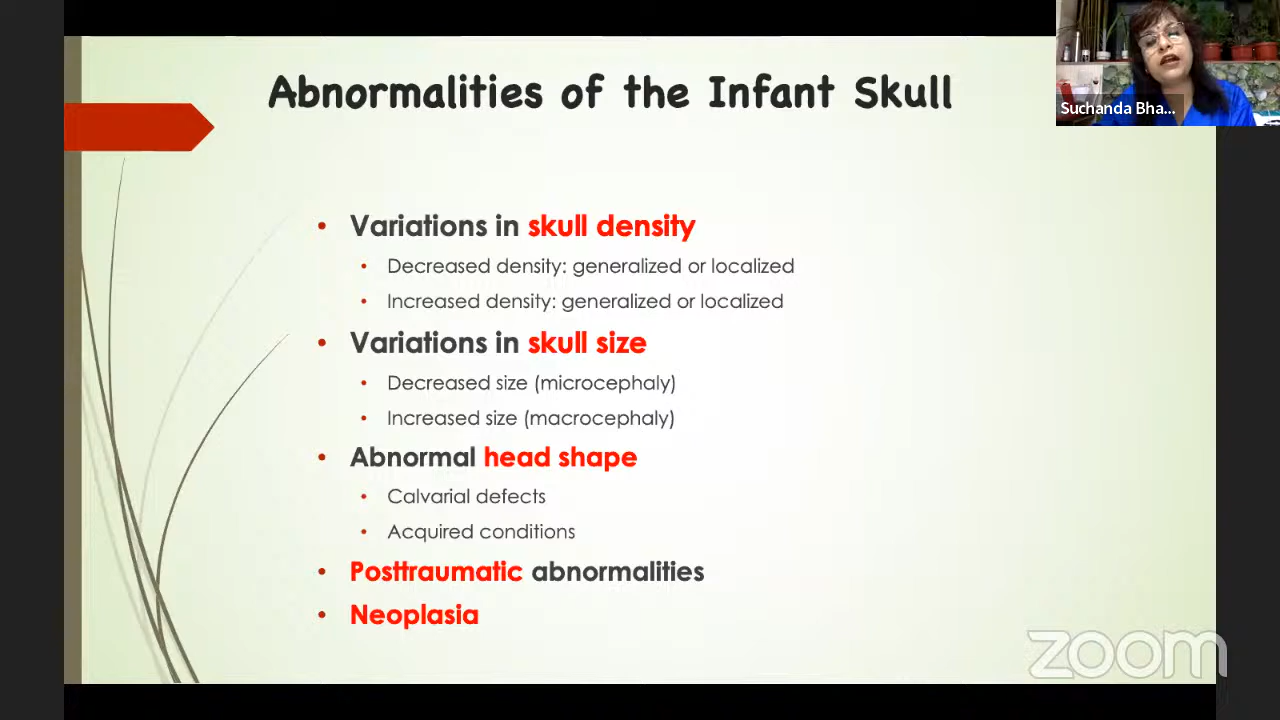 Abnormalities of the Infant Skull
Suchanda Bha...
• Variations in skull density
• Decreased density: generalized or localized
• Increased density: generalized or localized
• Variations in skull size
• Decreased size (microcephaly)
• Increased size (macrocephaly)
• Abnormal head shape
• Calvarial defects
• Acquired conditions
• Posttraumatic abnormalities
• Neoplasia
zoom